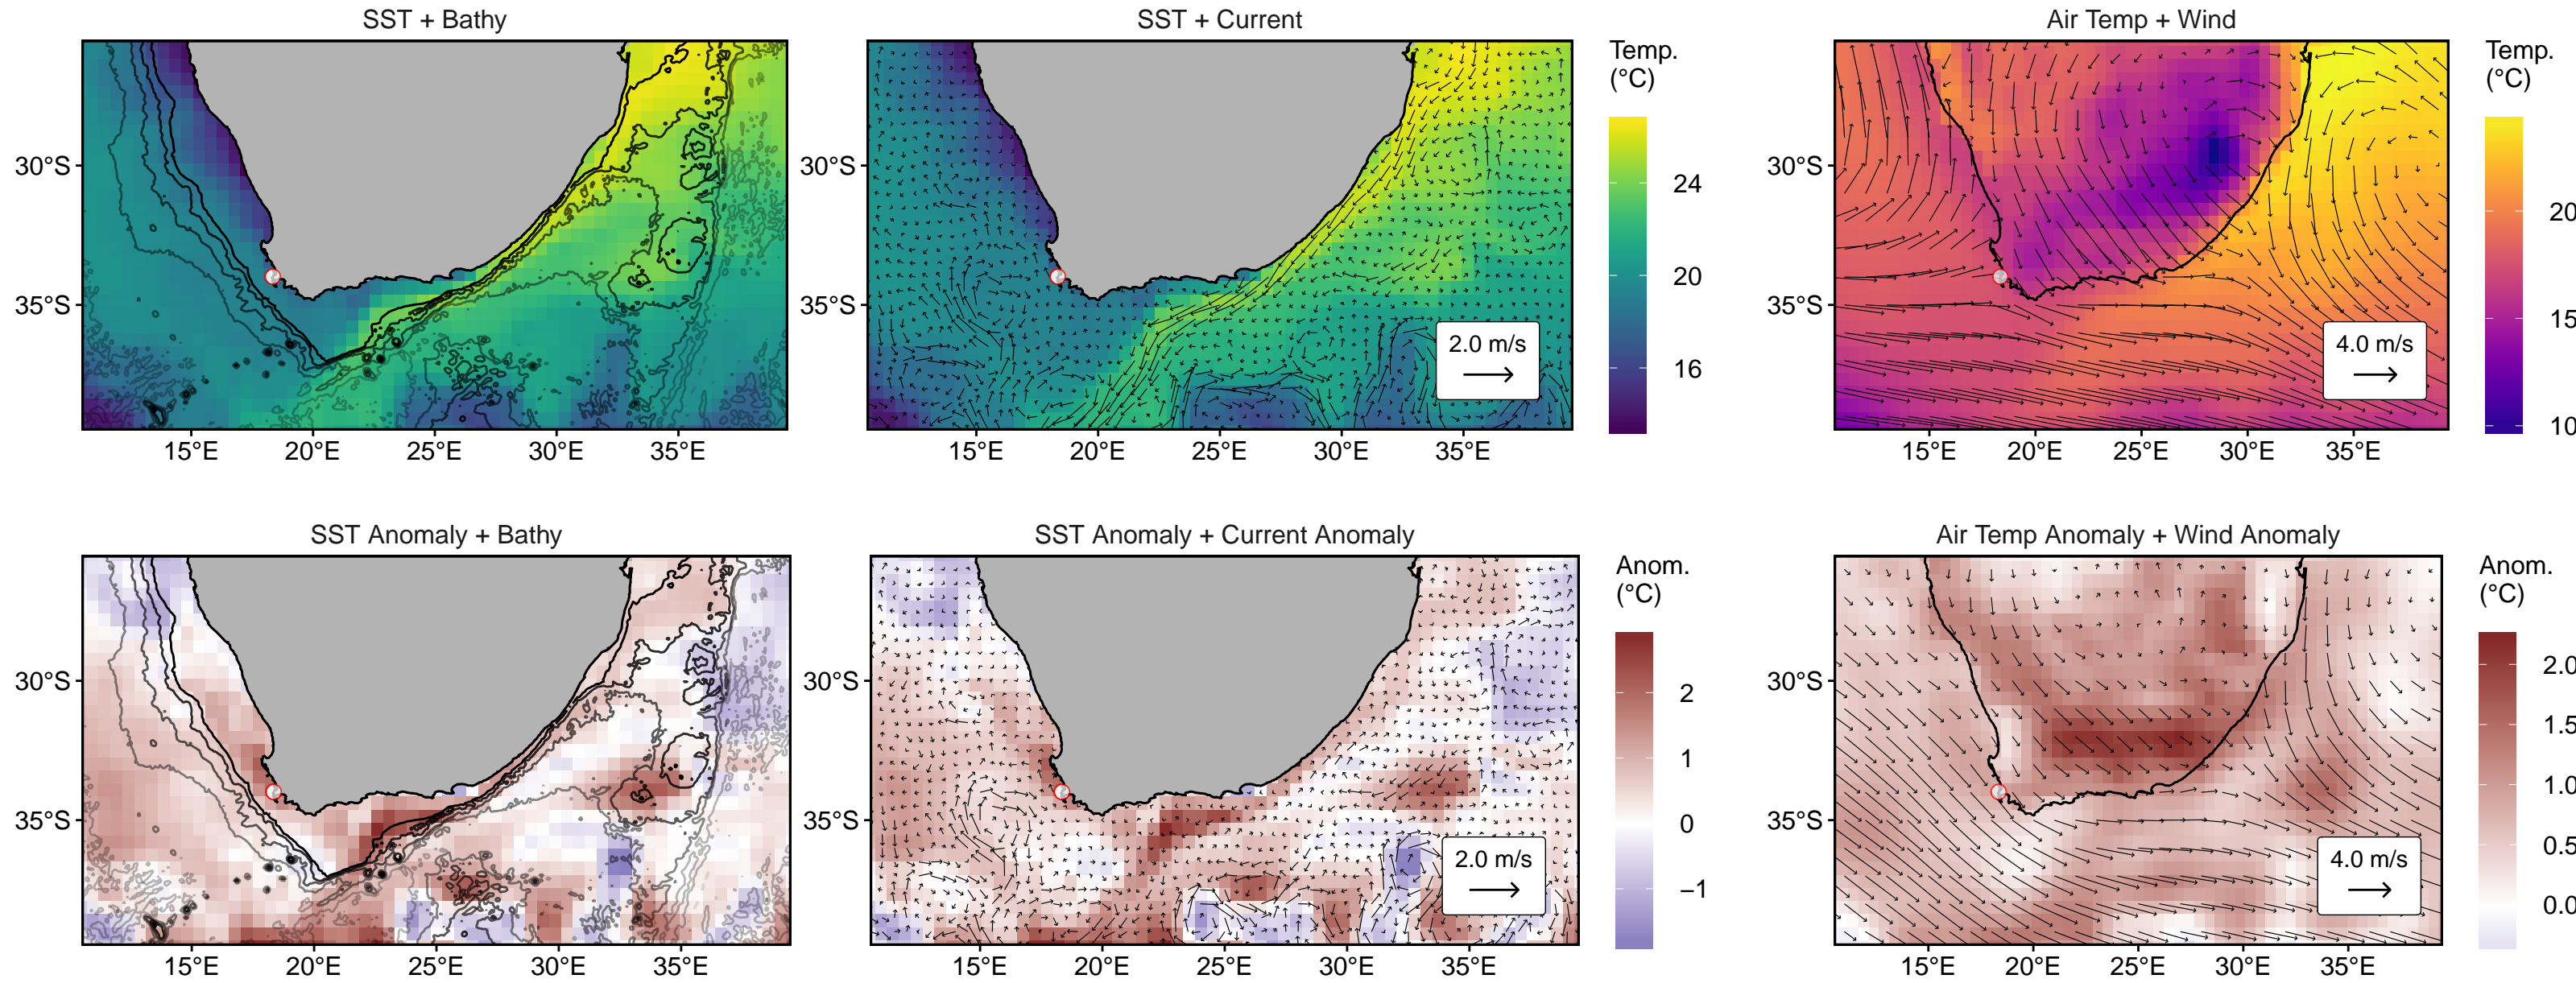 SST + Bathy
30°S
35°S
15°E 20°E 25°E 30°E 35°E
SST + Current
30°S
35°S
2.0 m/s
15°E 20°E 25°E 30°E 35°E
Temp.
(°C)
24
20
16
Air Temp + Wind
30°S
35°S
4.0 m/s
15°E 20°E 25°E 30°E 35°E
Temp.
(°C)
20
15
10
SST Anomaly + Bathy
30°S
35°S
15°E 20°E 25°E 30°E 35°E
SST Anomaly + Current Anomaly
30°S
35°S
2.0 m/s
15°E 20°E 25°E 30°E 35°E
Anom.
(°C)
2
1
0
−1
Air Temp Anomaly + Wind Anomaly
30°S
35°S
4.0 m/s
15°E 20°E 25°E 30°E 35°E
Anom.
(°C)
2.0
1.5
1.0
0.5
0.0